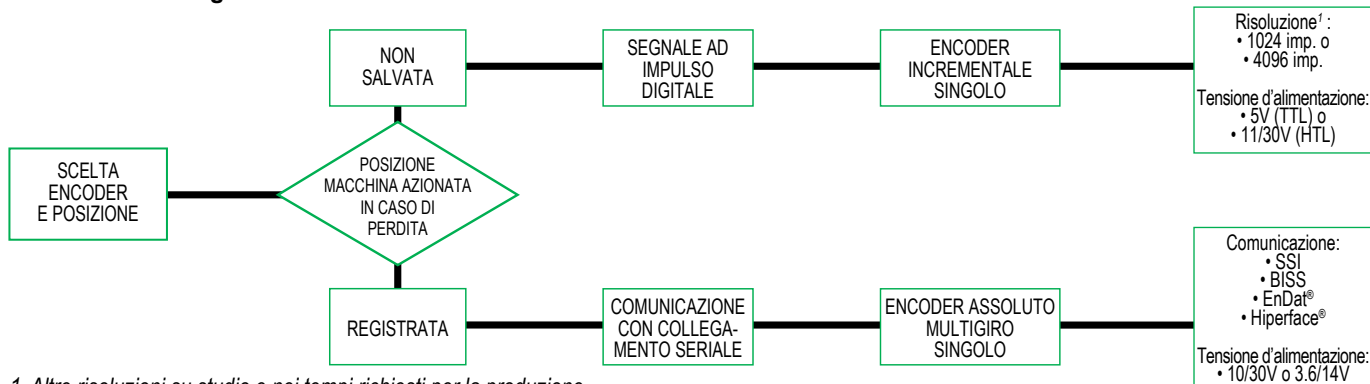 NON
SALVATA
SEGNALE AD
IMPULSO
DIGITALE
ENCODER
INCREMENTALE
SINGOLO
Risoluzione¹ :
• 1024 imp. o
• 4096 imp.
Tensione d'alimentazione:
• 5V (TTL) o
• 11/30V (HTL)
SCELTA
ENCODER
E POSIZIONE
POSIZIONE
MACCHINA AZIONATA
IN CASO DI
PERDITA
REGISTRATA
COMUNICAZIONE
CON COLLEGA-
MENTO SERIALE
ENCODER ASSOLUTO
MULTIGIRO
SINGOLO
Comunicazione:
• SSI
• BISS
• EnDat®
• Hiperface®
Tensione d'alimentazione:
• 10/30V o 3.6/14V
1. Altre risoluzioni su studio e nei tempi richiesti per la produzione